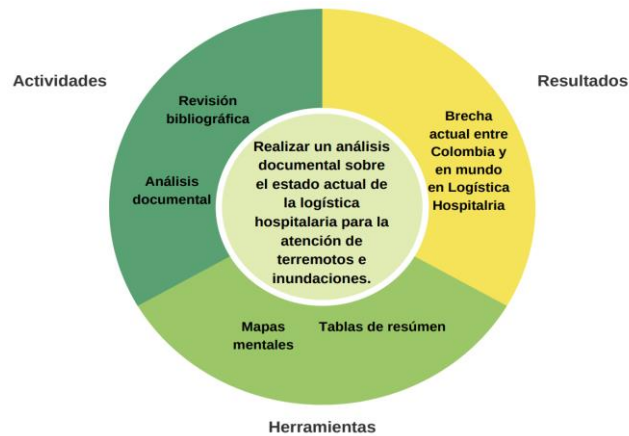 Actividades
Resultados
Revisión
bibliográfica
Análisis
documental
Realizar un análisis
documental sobre
el estado actual de
la logística
hospitalaria para la
atención de
terremotos e
inundaciones.
Brecha
actual entre
Colombia y
en mundo
en Logística
Hospitalria
Mapas
mentales
Tablas de resúmen
Herramientas